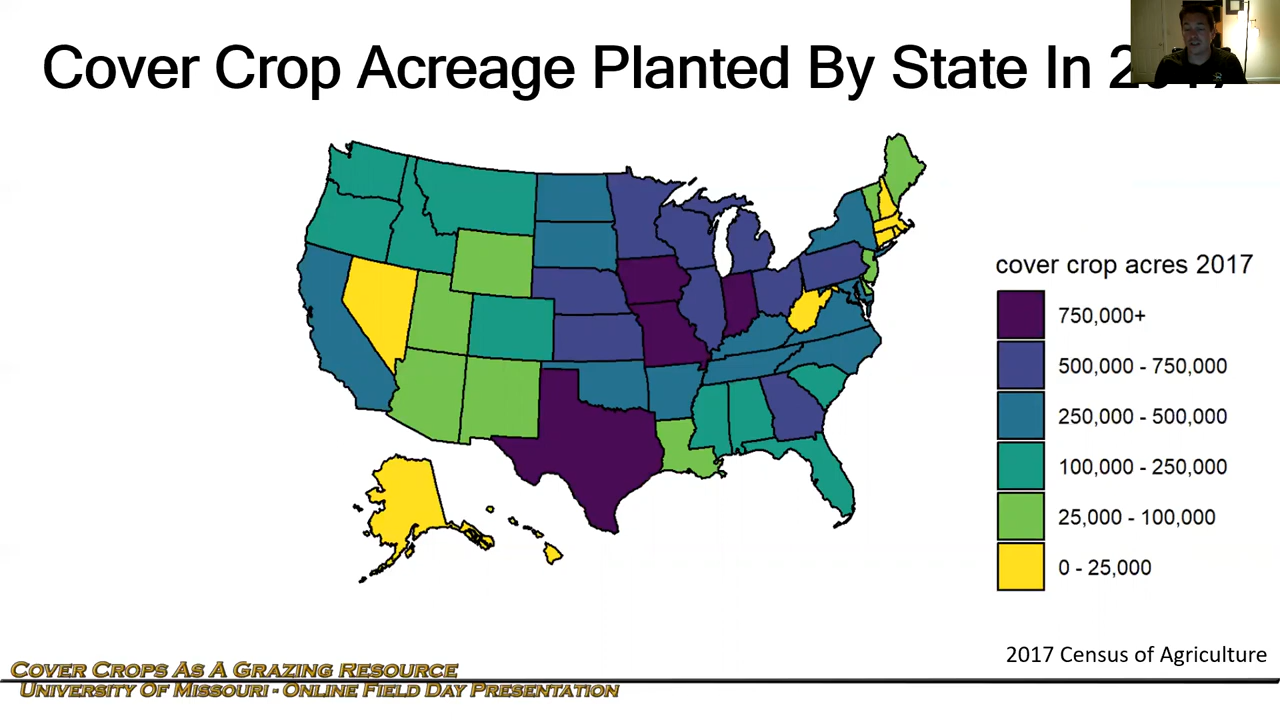 Cover Crop Acreage Planted By State In 2017
cover crop acres 2017
750,000+
500,000 - 750,000
250,000 - 500,000
100,000 - 250,000
25,000 - 100,000
0 - 25,000
2017 Census of Agriculture
COVER CROPS AS A GRAZING RESOURCE
UNIVERSITY OF MISSOURI - ONLINE FIELD DAY PRESENTATION